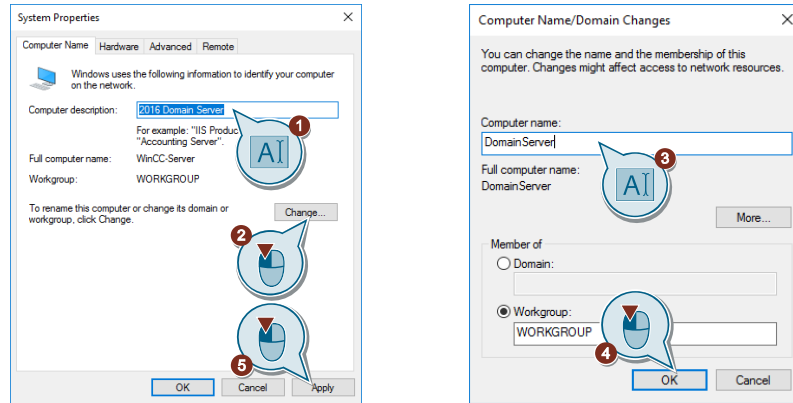 System Properties
Computer Name Hardware Advanced Remote
Windows uses the following information to identify your computer
on the network.
Computer description:
2016 Domain Server
1
For example: "IIS Produc
"Accounting Server".
AI
Full computer name:
WinCC-Server
Workgroup:
WORKGROUP
To rename this computer or change its domain or
workgroup, click Change.
Change...
2
5
OK Cancel Apply
Computer Name/Domain Changes
You can change the name and the membership of this
computer. Changes might affect access to network resources.
Computer name:
DomainServer
3
Full computer name:
DomainServer
AI
More...
Member of
Domain:
Workgroup:
WORKGROUP
4
OK Cancel